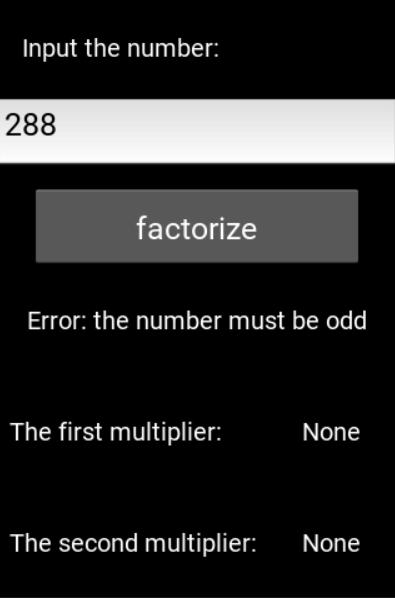 Input the number:
288
factorize
Error: the number must be odd
The first multiplier: None
The second multiplier: None